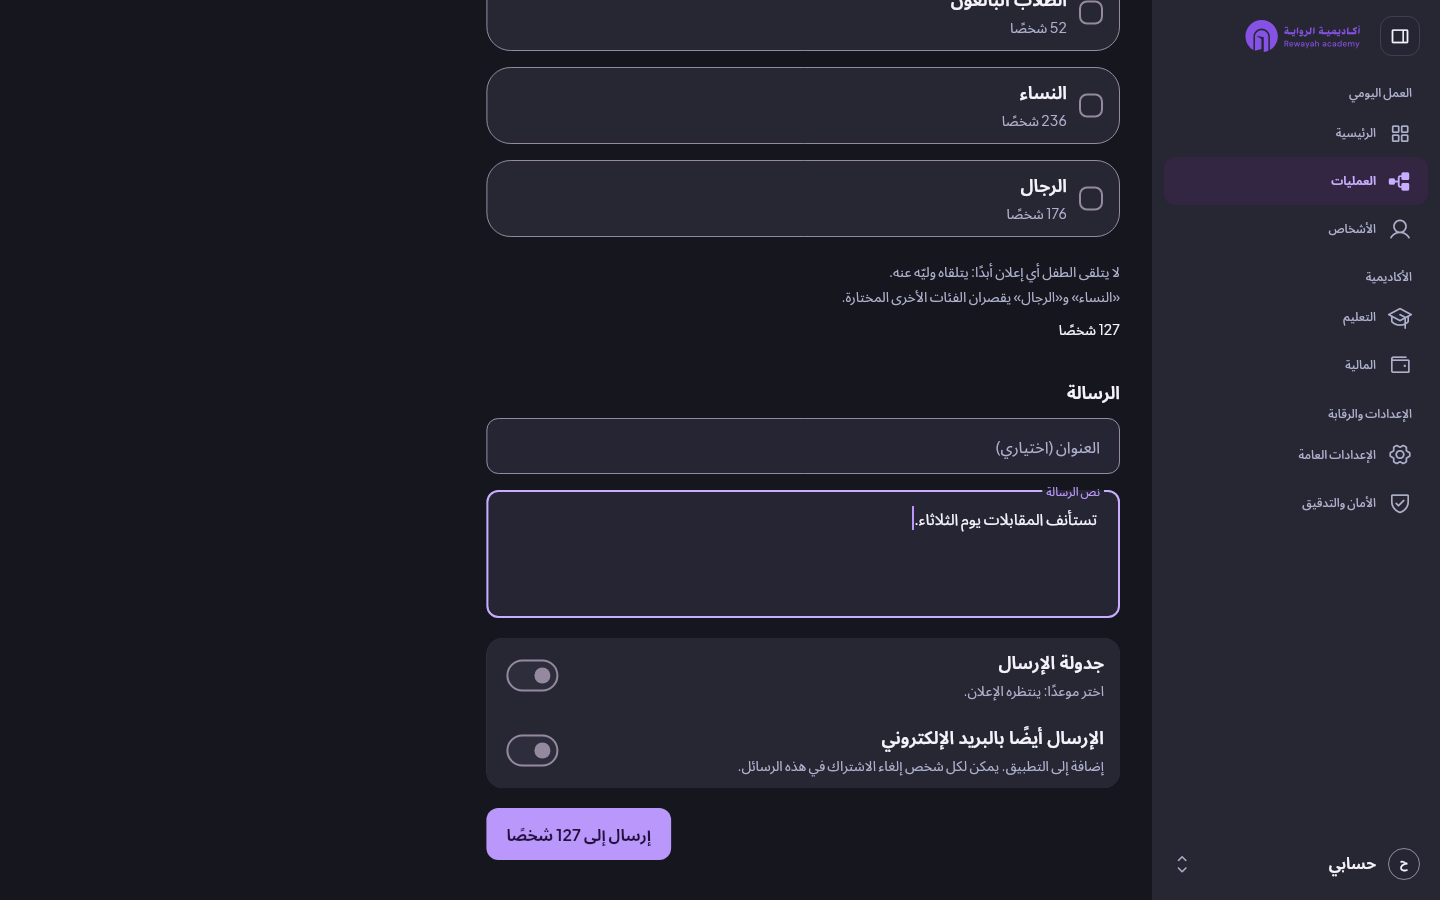 أكاديمية الرواية
Rewayah academy
العمل اليومي
الرئيسية
العمليات
الأشخاص
الأكاديمية
التعليم
المالية
الإعدادات والرقابة
الإعدادات العامة
الأمان والتدقيق
حسابي
ح
الطلاب البالغون
52 شخصًا
النساء
236 شخصًا
الرجال
176 شخصًا
لا يتلقى الطفل أي إعلان أبدًا: يتلقاه وليّه عنه.
«النساء» و«الرجال» يقصران الفئات الأخرى المختارة.
127 شخصًا
الرسالة
العنوان (اختياري)
نص الرسالة
تستأنف المقابلات يوم الثلاثاء.
جدولة الإرسال
اختر موعدًا: ينتظره الإعلان.
الإرسال أيضًا بالبريد الإلكتروني
إضافة إلى التطبيق. يمكن لكل شخص إلغاء الاشتراك في هذه الرسائل.
إرسال إلى 127 شخصًا